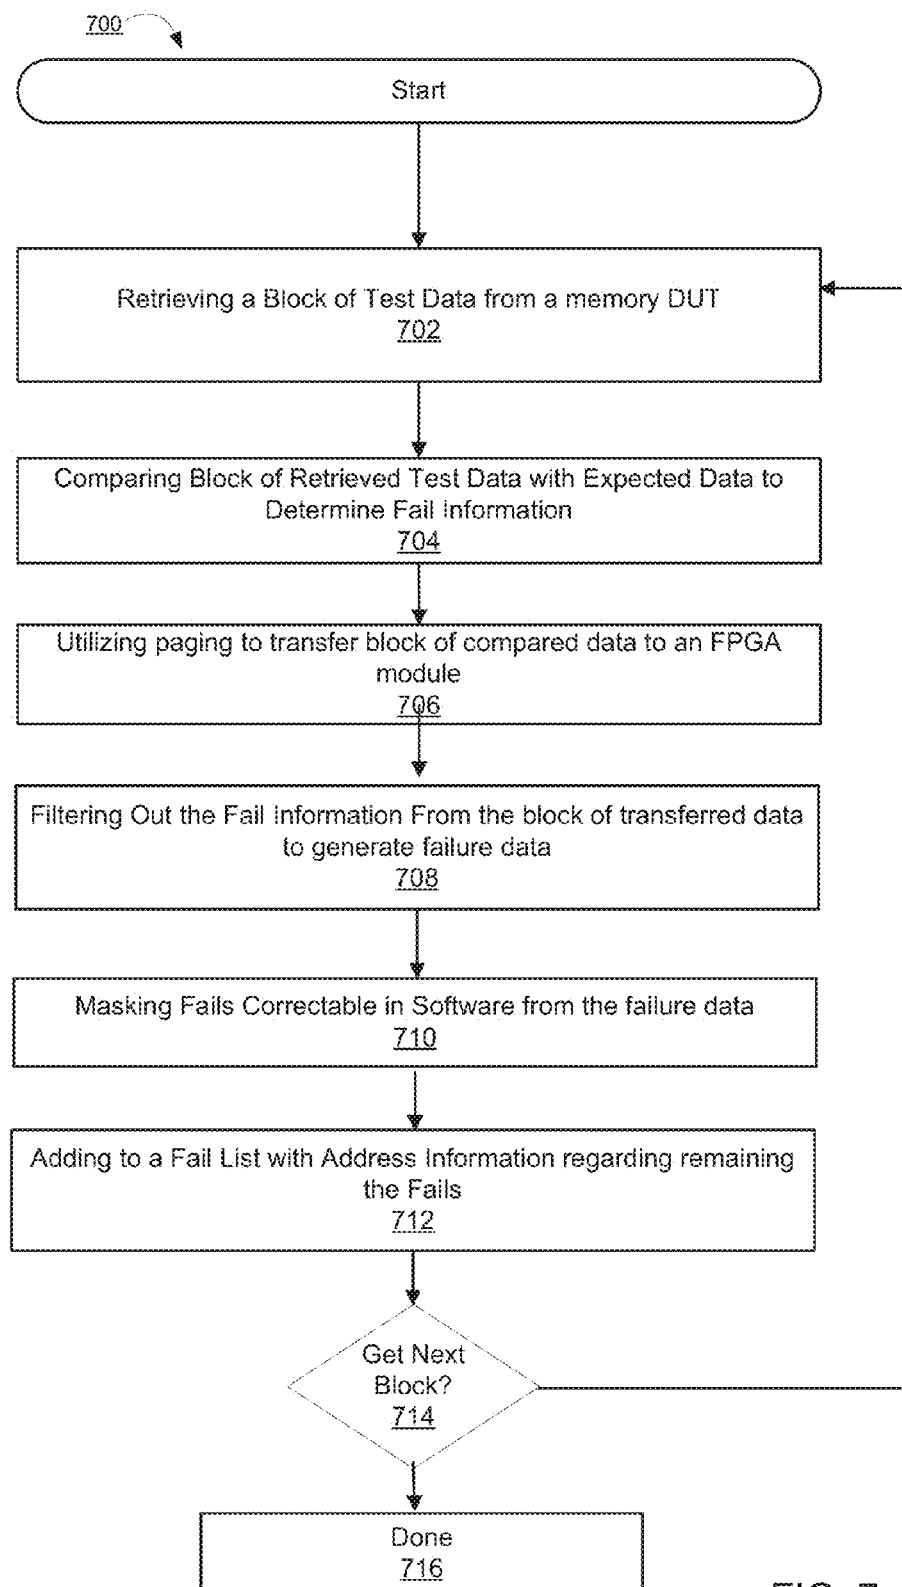 700
Start
Retrieving a Block of Test Data from a memory DUT
702
Comparing Block of Retrieved Test Data with Expected Data to
Determine Fail Information
704
Utilizing paging to transfer block of compared data to an FPGA
module
706
Filtering Out the Fail Information From the block of transferred data
to generate failure data
708
Masking Fails Correctable in Software from the failure data
710
Adding to a Fail List with Address Information regarding remaining
the Fails
712
Get Next
Block?
714
Done
716